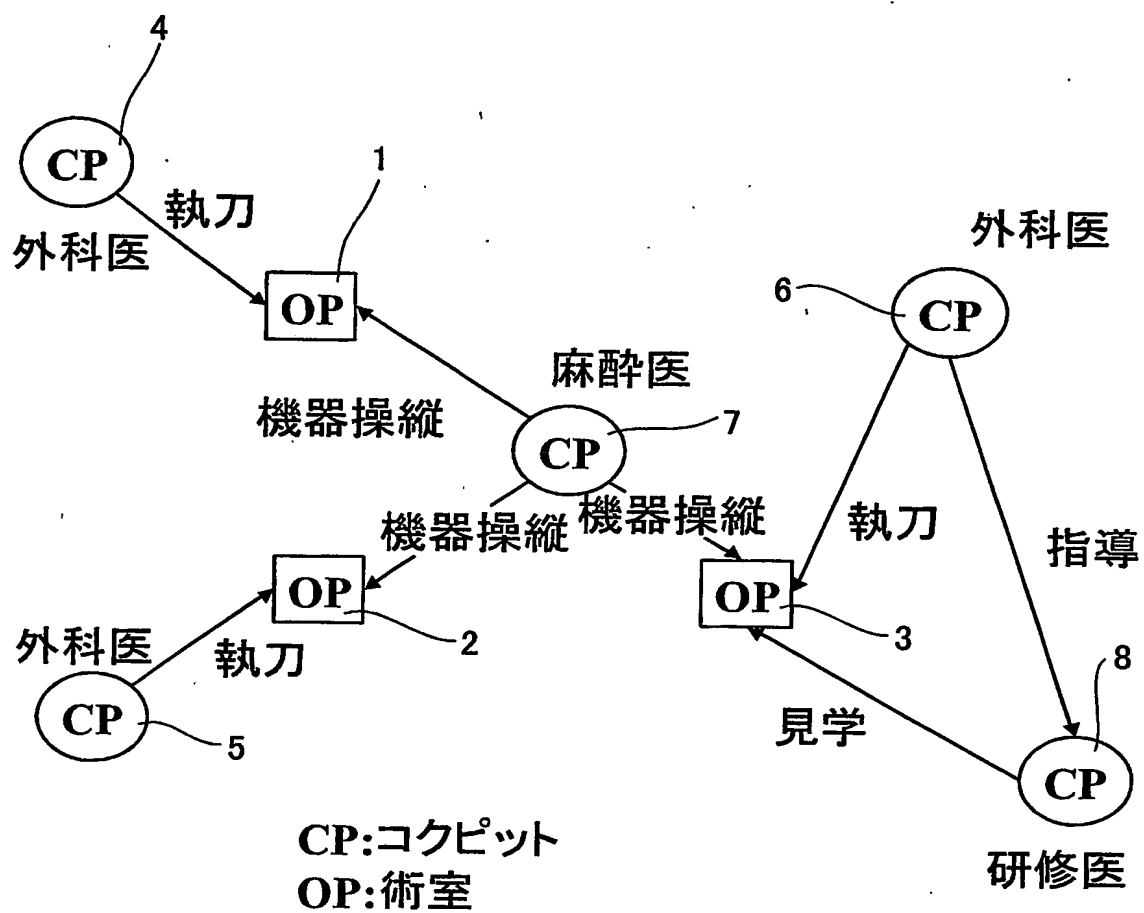 4
CP
執刀
外科医
1
OP
外科医
6
CP
麻酔医
機器操縦
7
CP
機器操縦
機器操縦
執刀
指導
OP
2
OP
3
外科医
執刀
CP
5
見学
8
CP
研修医
CP:コクピット
OP:術室